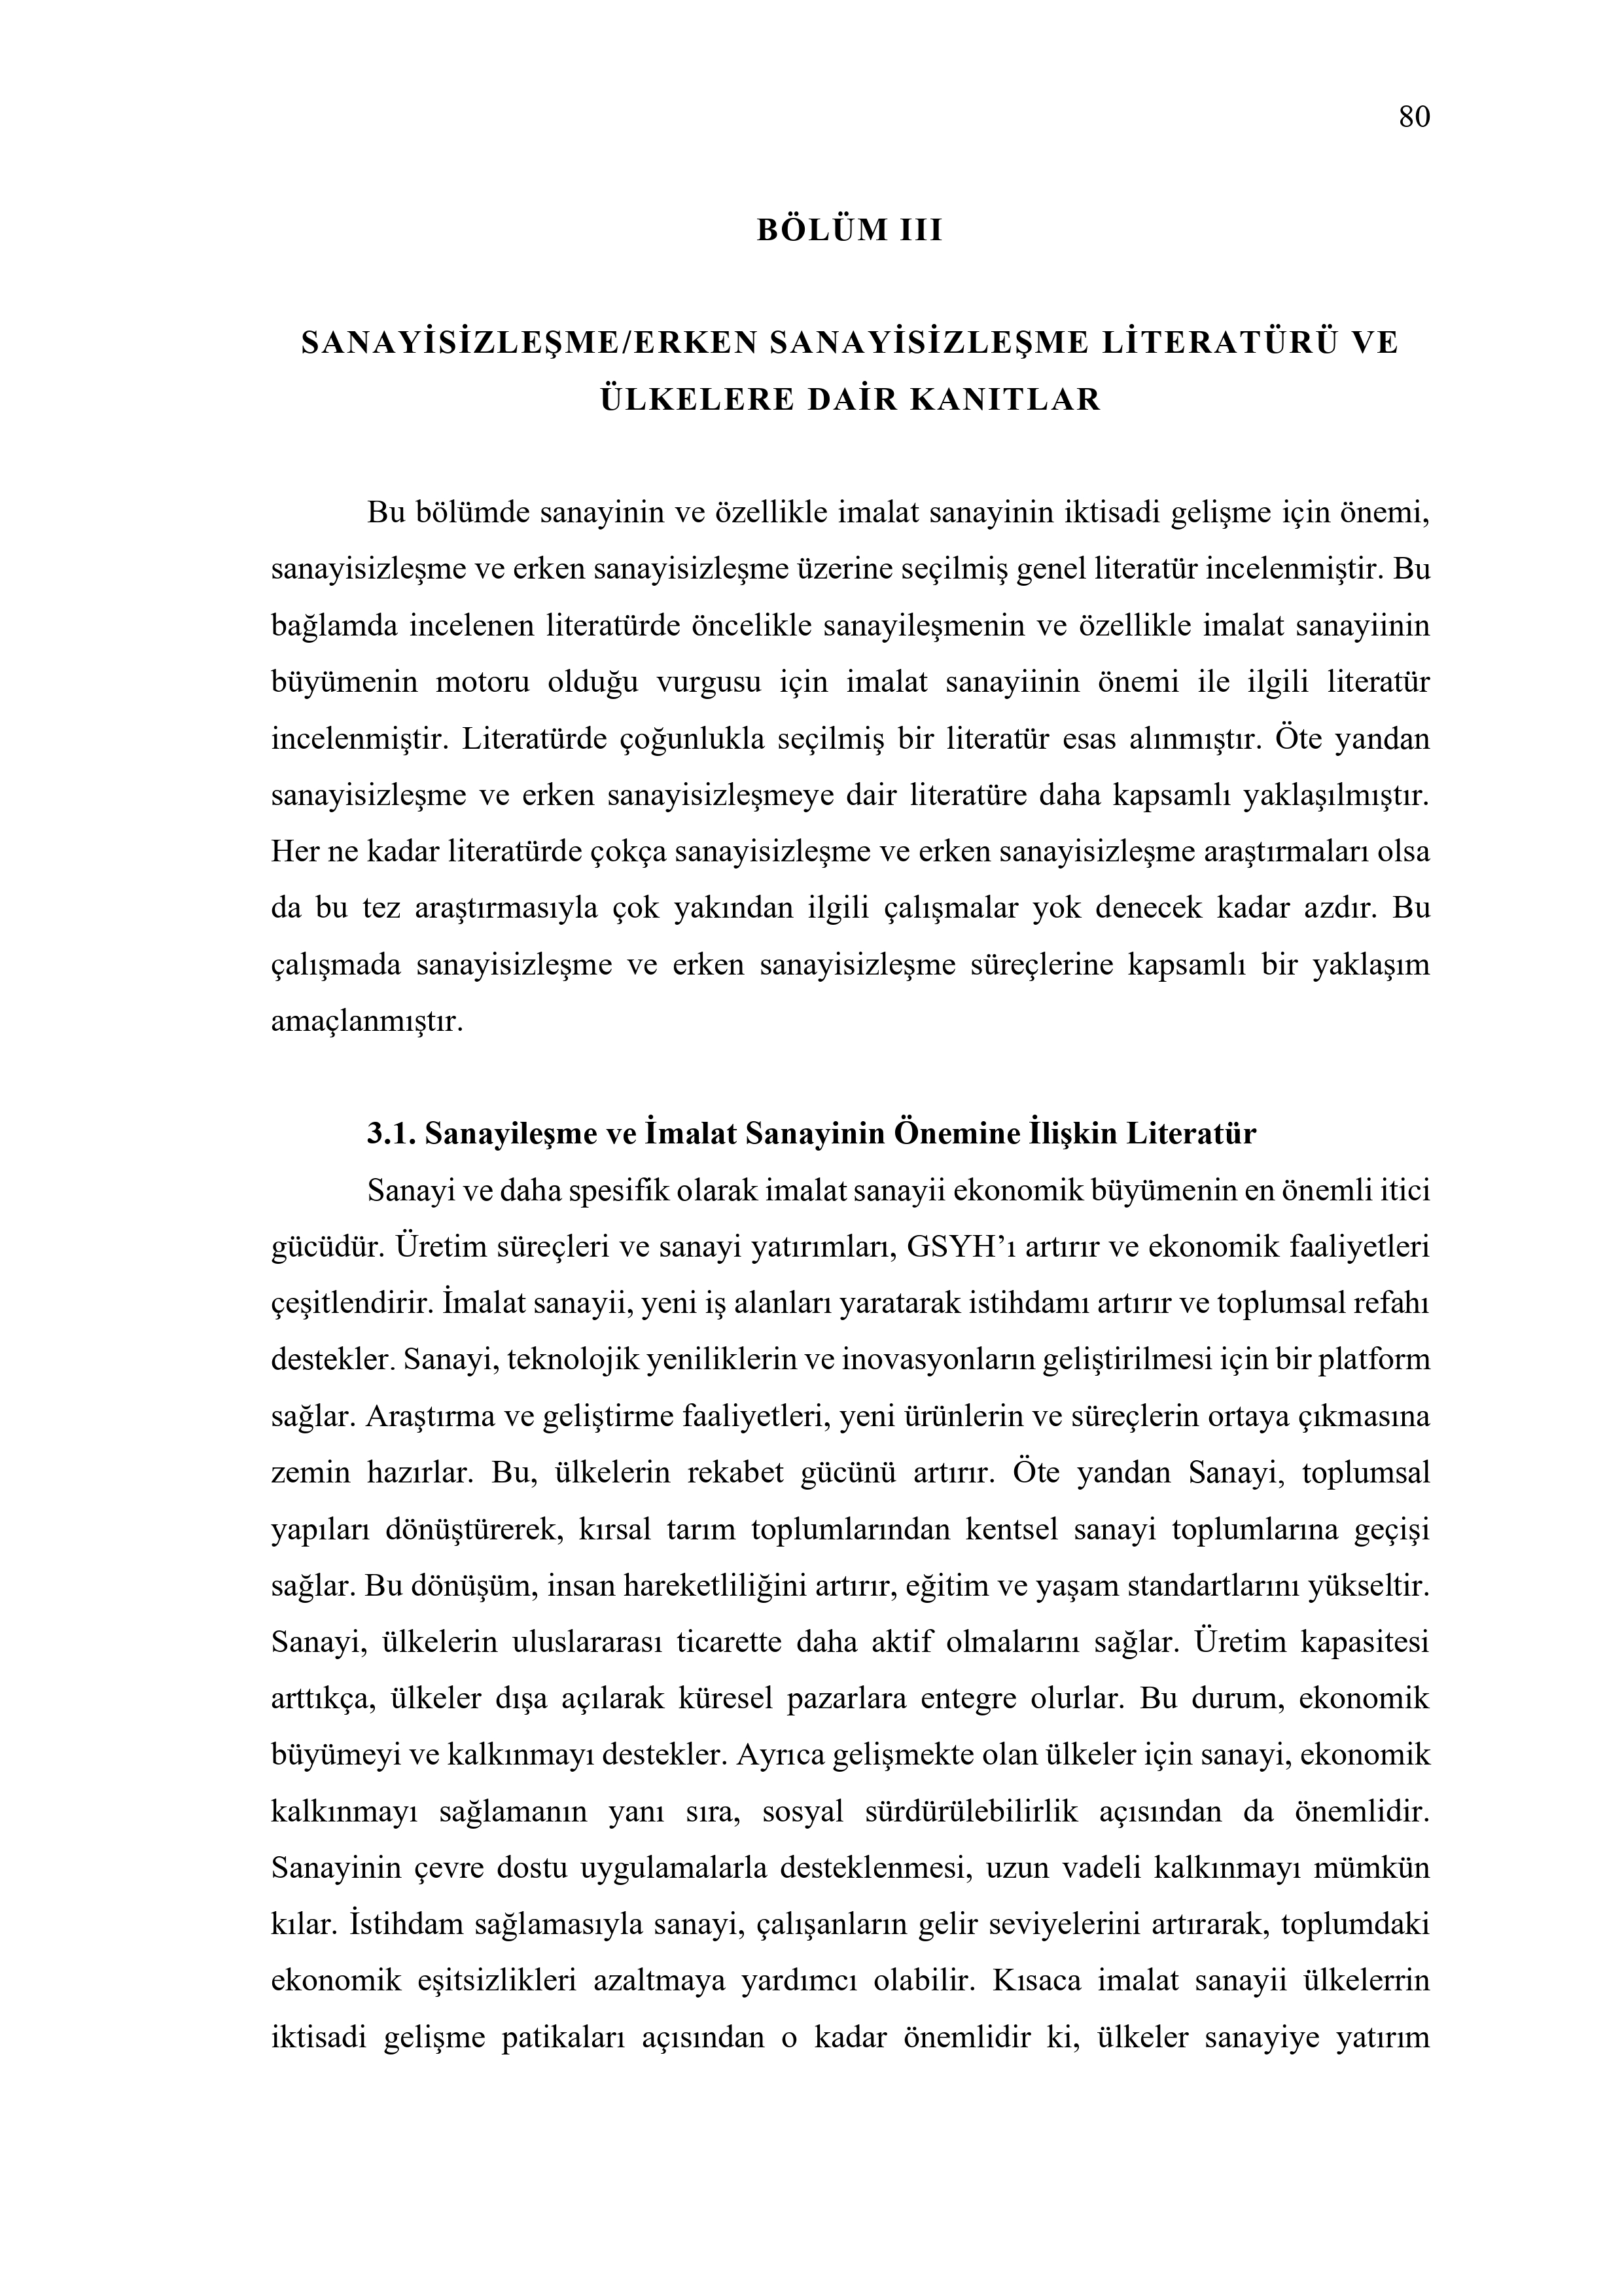 80
BÖLÜM III
SANAYİSİZLEŞME/ERKEN SANAYİSİZLEŞME LİTERATÜRÜ VE
ÜLKELERE DAİR KANITLAR
Bu bölümde sanayinin ve özellikle imalat sanayinin iktisadi gelişme için önemi,
sanayisizleşme ve erken sanayisizleşme üzerine seçilmiş genel literatür incelenmiştir. Bu
bağlamda incelenen literatürde öncelikle sanayileşmenin ve özellikle imalat sanayiinin
büyümenin motoru olduğu vurgusu için imalat sanayiinin önemi ile ilgili literatür
incelenmiştir. Literatürde çoğunlukla seçilmiş bir literatür esas alınmıştır. Öte yandan
sanayisizleşme ve erken sanayisizleşmeye dair literatüre daha kapsamlı yaklaşılmıştır.
Her ne kadar literatürde çokça sanayisizleşme ve erken sanayisizleşme araştırmaları olsa
da bu tez araştırmasıyla çok yakından ilgili çalışmalar yok denecek kadar azdır. Bu
çalışmada sanayisizleşme ve erken sanayisizleşme süreçlerine kapsamlı bir yaklaşım
amaçlanmıştır.
3.1. Sanayileşme ve İmalat Sanayinin Önemine İlişkin Literatür
Sanayi ve daha spesifik olarak imalat sanayii ekonomik büyümenin en önemli itici
gücüdür. Üretim süreçleri ve sanayi yatırımları, GSYH’ı artırır ve ekonomik faaliyetleri
çeşitlendirir. İmalat sanayii, yeni iş alanları yaratarak istihdamı artırır ve toplumsal refahı
destekler. Sanayi, teknolojik yeniliklerin ve inovasyonların geliştirilmesi için bir platform
sağlar. Araştırma ve geliştirme faaliyetleri, yeni ürünlerin ve süreçlerin ortaya çıkmasına
zemin hazırlar. Bu, ülkelerin rekabet gücünü artırır. Öte yandan Sanayi, toplumsal
yapıları dönüştürerek, kırsal tarım toplumlarından kentsel sanayi toplumlarına geçişi
sağlar. Bu dönüşüm, insan hareketliliğini artırır, eğitim ve yaşam standartlarını yükseltir.
Sanayi, ülkelerin uluslararası ticarette daha aktif olmalarını sağlar. Üretim kapasitesi
arttıkça, ülkeler dışa açılarak küresel pazarlara entegre olurlar. Bu durum, ekonomik
büyümeyi ve kalkınmayı destekler. Ayrıca gelişmekte olan ülkeler için sanayi, ekonomik
kalkınmayı sağlamanın yanı sıra, sosyal sürdürülebilirlik açısından da önemlidir.
Sanayinin çevre dostu uygulamalarla desteklenmesi, uzun vadeli kalkınmayı mümkün
kılar. İstihdam sağlamasıyla sanayi, çalışanların gelir seviyelerini artırarak, toplumdaki
ekonomik eşitsizlikleri azaltmaya yardımcı olabilir. Kısaca imalat sanayii ülkelerrin
iktisadi gelişme patikaları açısından o kadar önemlidir ki, ülkeler sanayiye yatırım